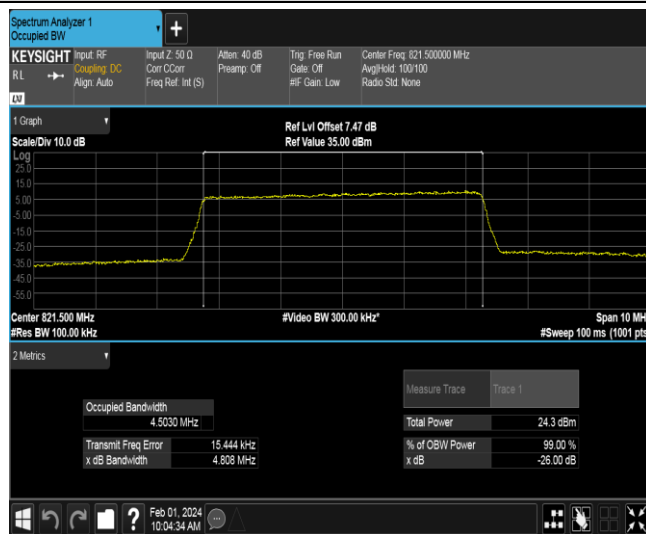 Spectrum Analyzer 1
Occupied BW
+
KEYSIGHT Input: RF Input Z: 50 Ω Atten: 40 dB Trig: Free Run Center Freq: 821.500000 MHz
RL Coupling: DC Corr CCorr Preamp: Off Gate: Off Avg|Hold: 100/100
Align: Auto Freq Ref: Int (S) #IF Gain: Low Radio Std: None
LXI
1 Graph
Ref Lvl Offset 7.47 dB
Scale/Div 10.0 dB Ref Value 35.00 dBm
Log
25.0
15.0
5.00
-5.00
-15.0
-25.0
-35.0
-45.0
-55.0
Center 821.500 MHz #Video BW 300.00 kHz* Span 10 MH
#Res BW 100.00 kHz #Sweep 100 ms (1001 pts
2 Metrics
Measure Trace Trace 1
Occupied Bandwidth
4.5030 MHz Total Power 24.3 dBm
Transmit Freq Error 15.444 kHz % of OBW Power 99.00 %
x dB Bandwidth 4.808 MHz x dB -26.00 dB
? Feb 01, 2024
10:04:34 AM